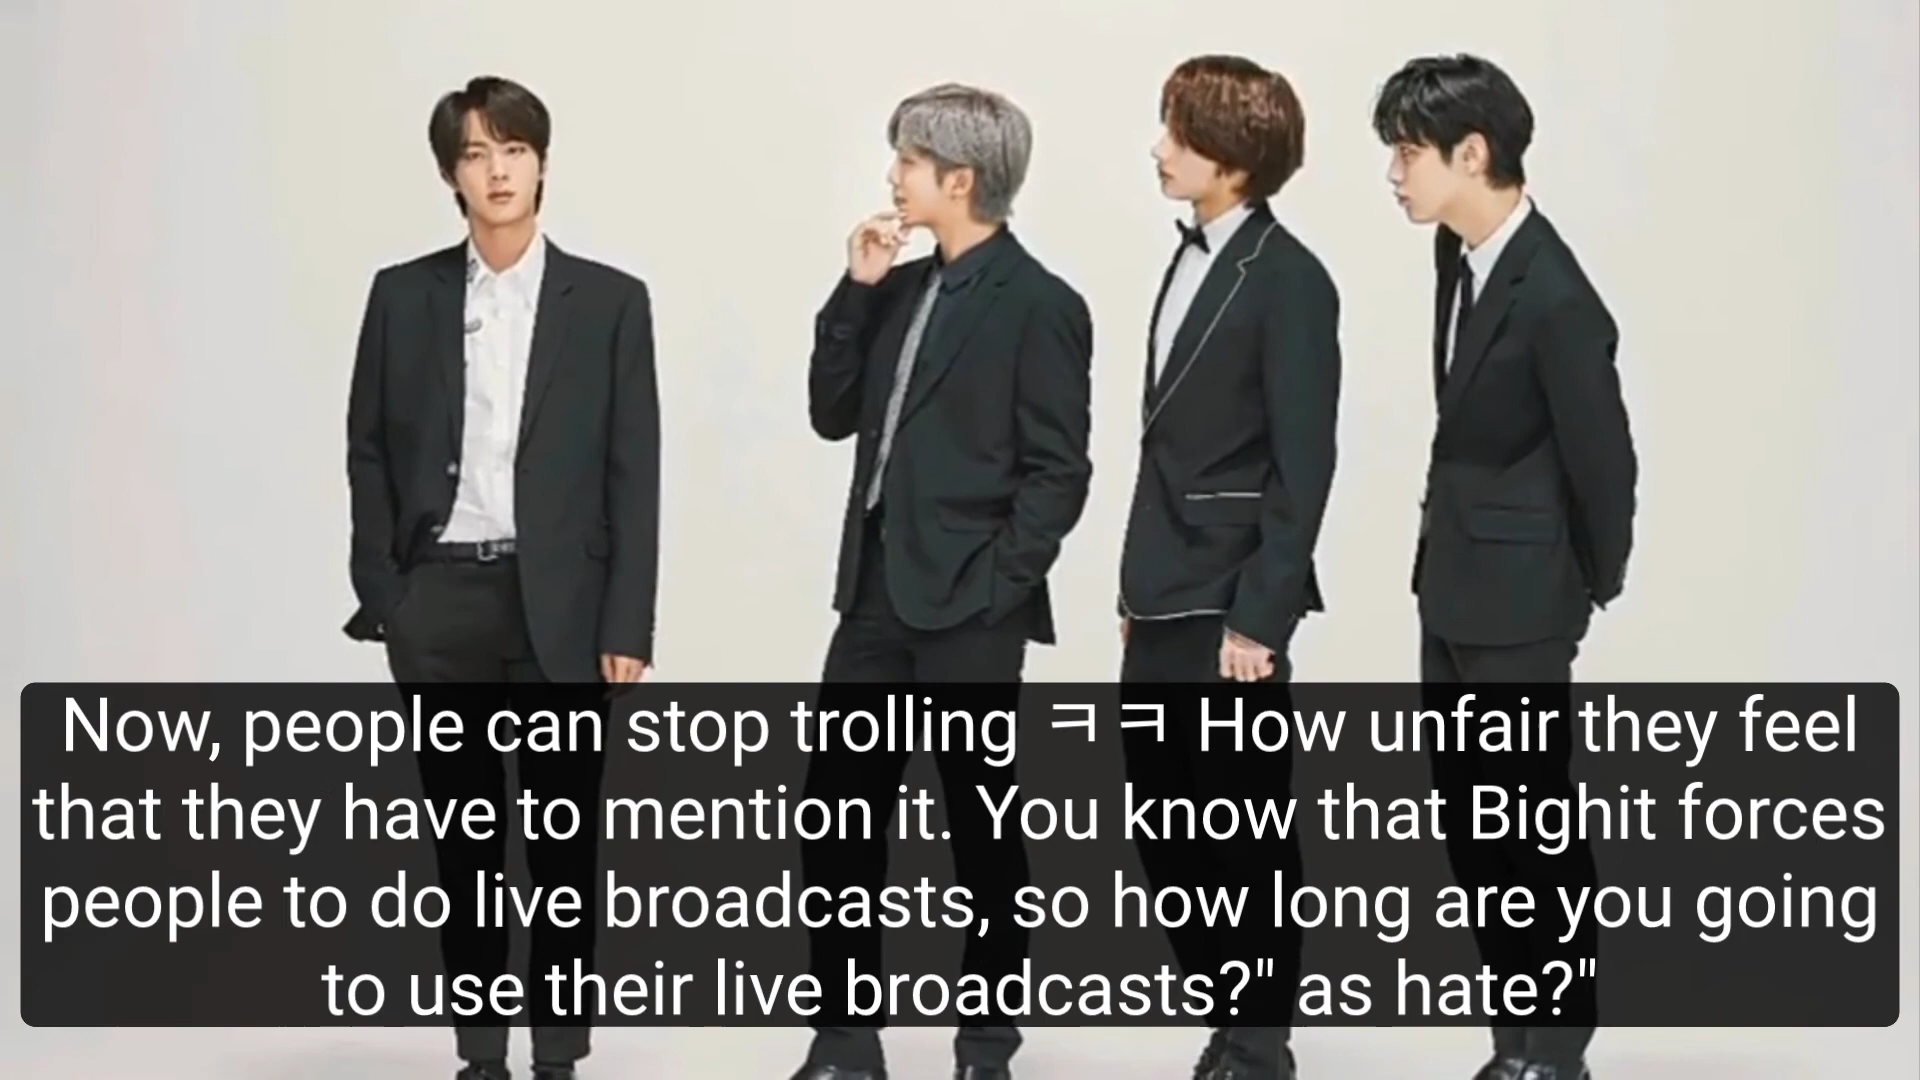 Now, people can stop trolling ㅋㅋ How unfair they feel
that they have to mention it. You know that Bighit forces
people to do live broadcasts, so how long are you going
to use their live broadcasts?" as hate?"